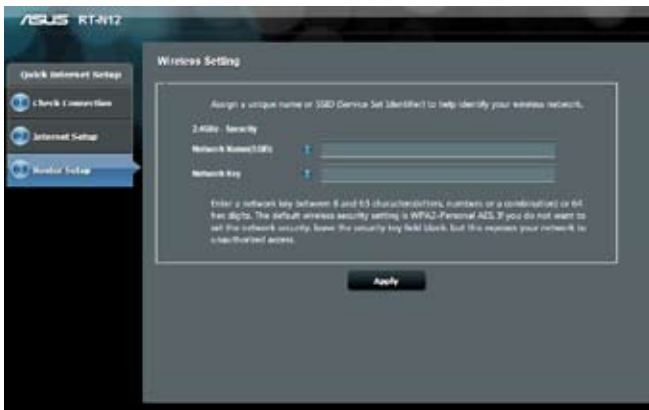 ASUS RT-N12
Quick Internet Setup
Check Connection
Internet Setup
Router Setup
Wireless Setting
Assign a unique name or SSID (Service Set Identifier) to help identify your wireless network.
2.4GHz - Security
Network Name(SSID)
Network Key
Enter a network key between 8 and 63 characters(letters, numbers or a combination) or 64
hex digits. The default wireless security setting is WPA2-Personal AES. If you do not want to
set the network security, leave the security key field blank, but this exposes your network to
unauthorized access.
Apply